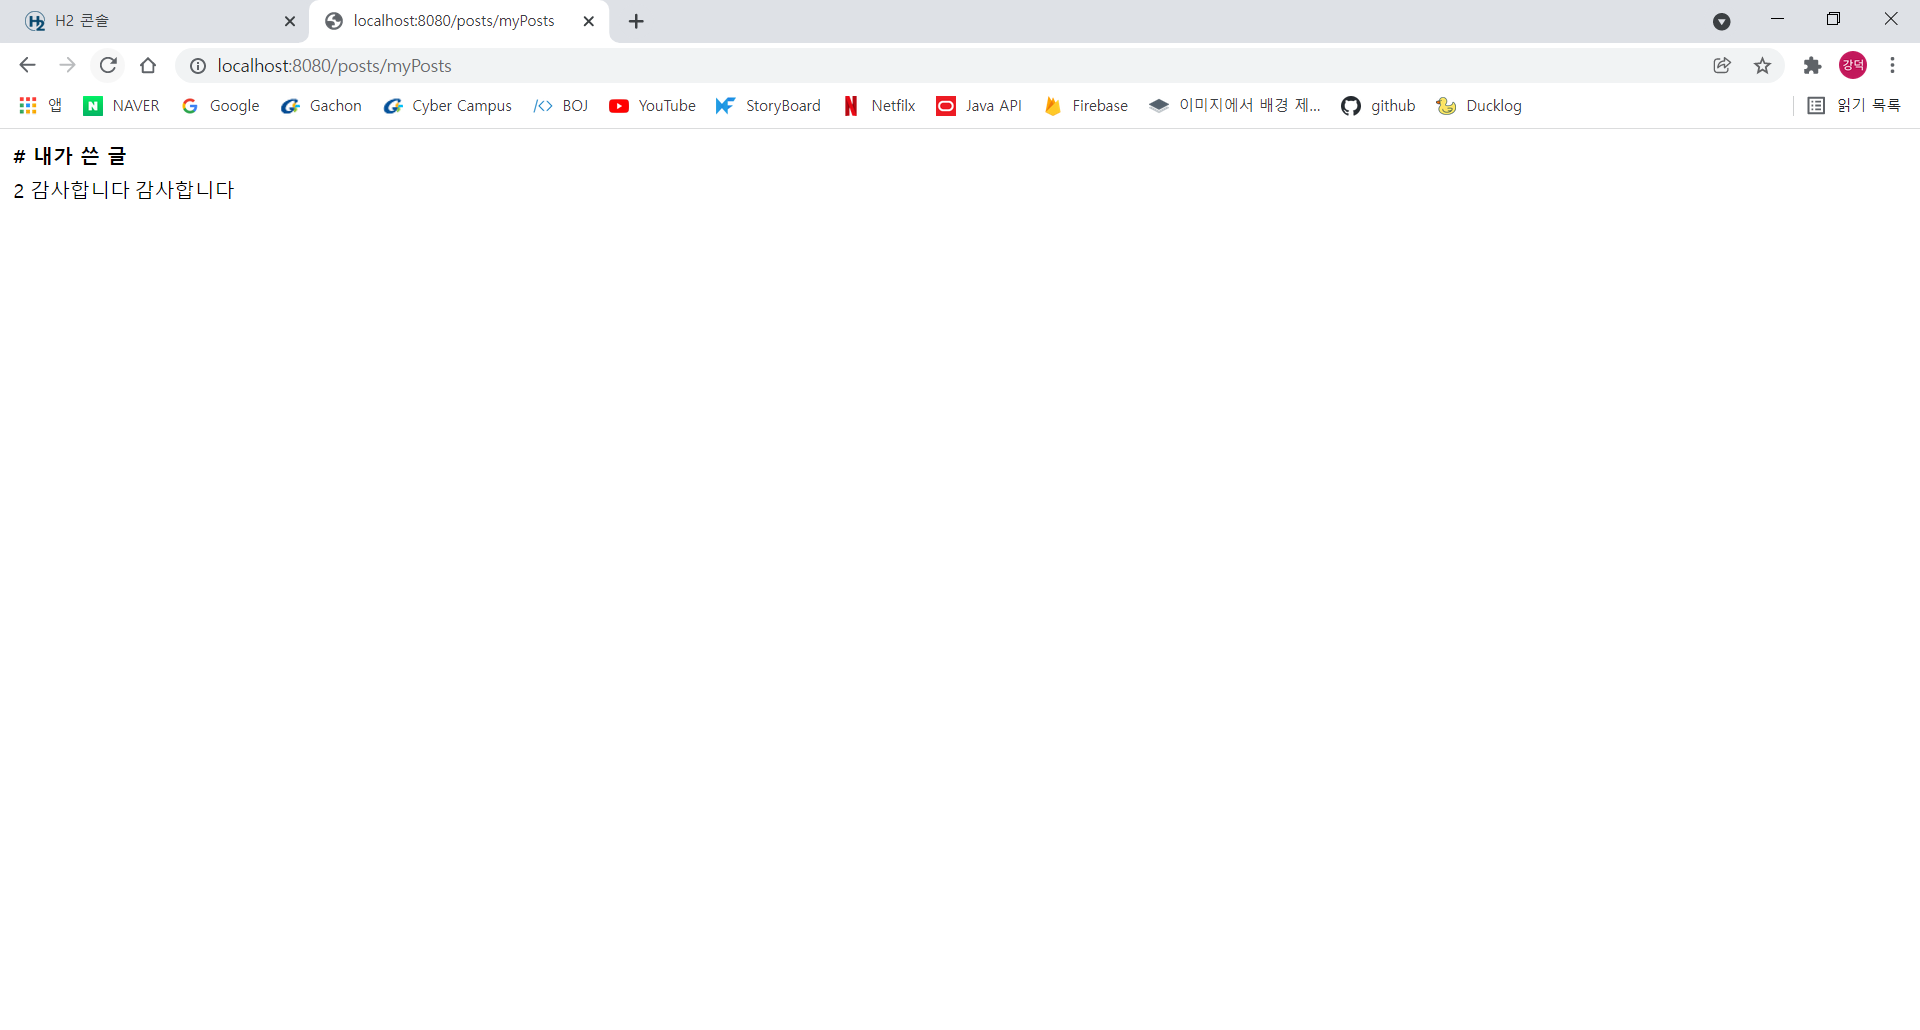 H2 콘솔
localhost:8080/posts/myPosts
localhost:8080/posts/myPosts
강덕
앱 NAVER Google Gachon Cyber Campus BOJ YouTube StoryBoard Netfilx Java API Firebase 이미지에서 배경 제... github Ducklog 읽기 목록
# 내가 쓴 글
2 감사합니다 감사합니다